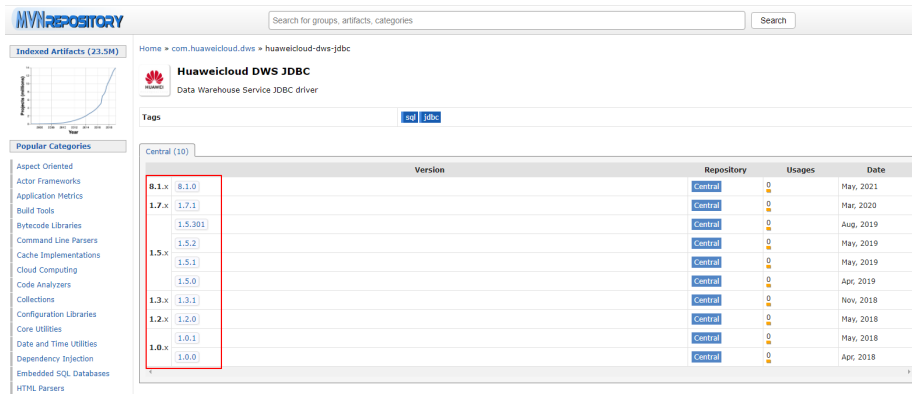 MVNREPOSITORY
Search for groups, artifacts, categories
Search
Indexed Artifacts (23.5M)
Projects (millions)
Year
Popular Categories
Aspect Oriented
Actor Frameworks
Application Metrics
Build Tools
Bytecode Libraries
Command Line Parsers
Cache Implementations
Cloud Computing
Code Analyzers
Collections
Configuration Libraries
Core Utilities
Date and Time Utilities
Dependency Injection
Embedded SQL Databases
HTML Parsers
Home » com.huaweicloud.dws » huaweicloud-dws-jdbc
HUAWEI
Huaweicloud DWS JDBC
Data Warehouse Service JDBC driver
Tags sql jdbc
Central (10)
Version Repository Usages Date
8.1.x 8.1.0 Central 0 May, 2021
1.7.x 1.7.1 Central 0 Mar, 2020
1.5.301 Central 0 Aug, 2019
1.5.2 Central 0 May, 2019
1.5.x
1.5.1 Central 0 May, 2019
1.5.0 Central 0 Apr, 2019
1.3.x 1.3.1 Central 0 Nov, 2018
1.2.x 1.2.0 Central 0 May, 2018
1.0.1 Central 0 May, 2018
1.0.x
1.0.0 Central 0 Apr, 2018